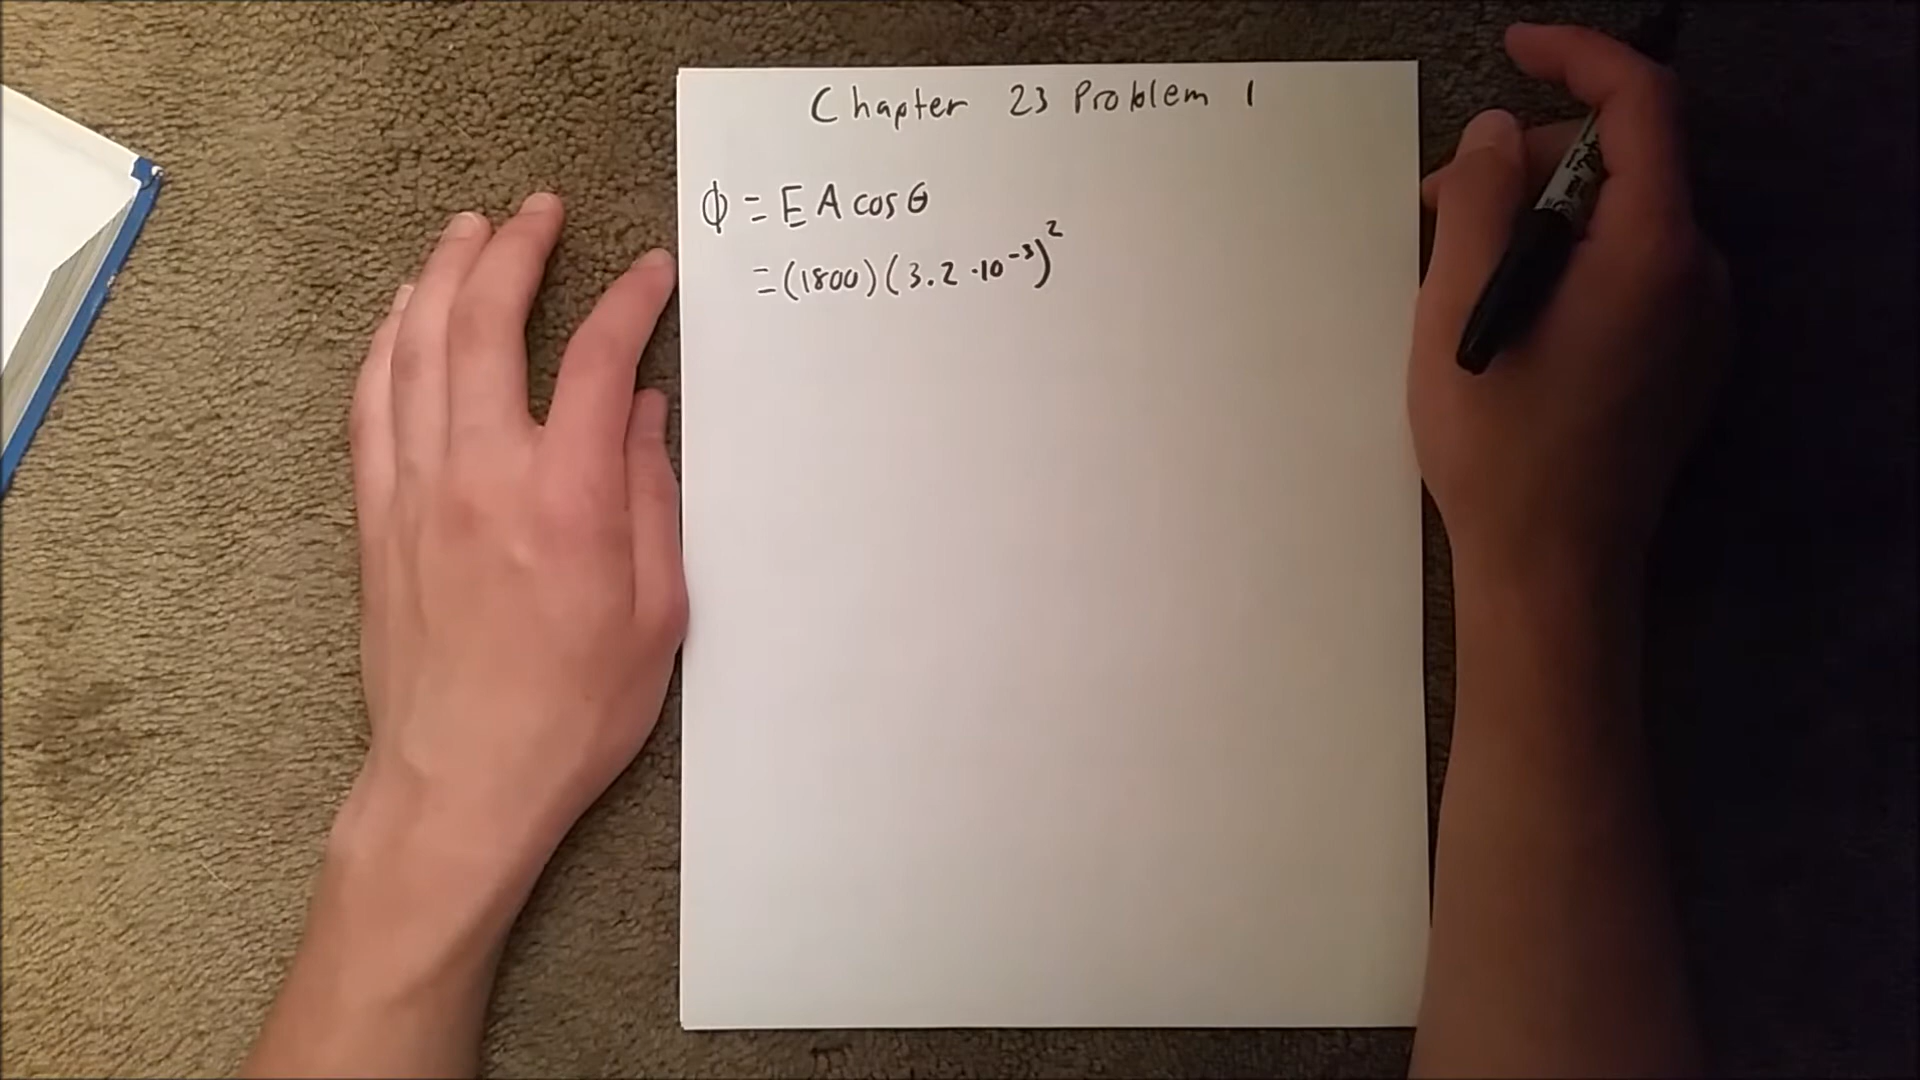 Chapter 23 Problem 1
ϕ = E A cos θ
= (1800) (3.2 ·10⁻³)²